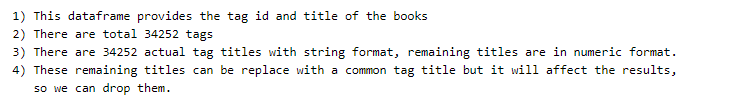 1) This dataframe provides the tag id and title of the books
2) There are total 34252 tags
3) There are 34252 actual tag titles with string format, remaining titles are in numeric format.
4) These remaining titles can be replace with a common tag title but it will affect the results,
so we can drop them.